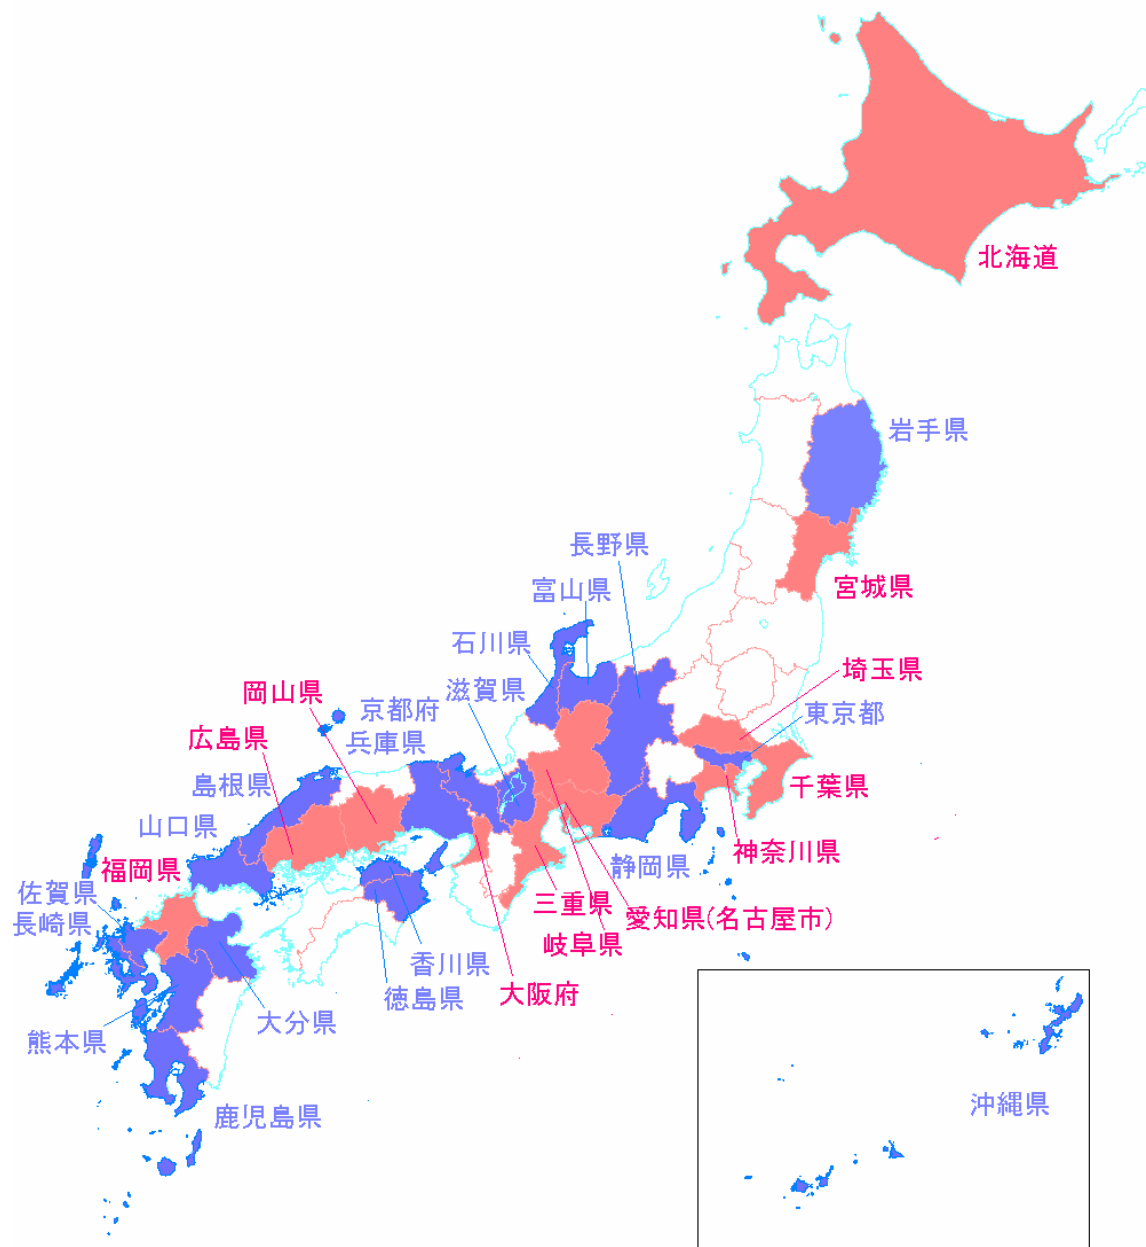 北海道
岩手県
長野県
富山県
宮城県
石川県
埼玉県
滋賀県
岡山県
京都府
東京都
広島県
兵庫県
島根県
千葉県
山口県
神奈川県
福岡県
静岡県
佐賀県
三重県
愛知県(名古屋市)
長崎県
岐阜県
香川県
大阪府
徳島県
大分県
熊本県
沖縄県
鹿児島県